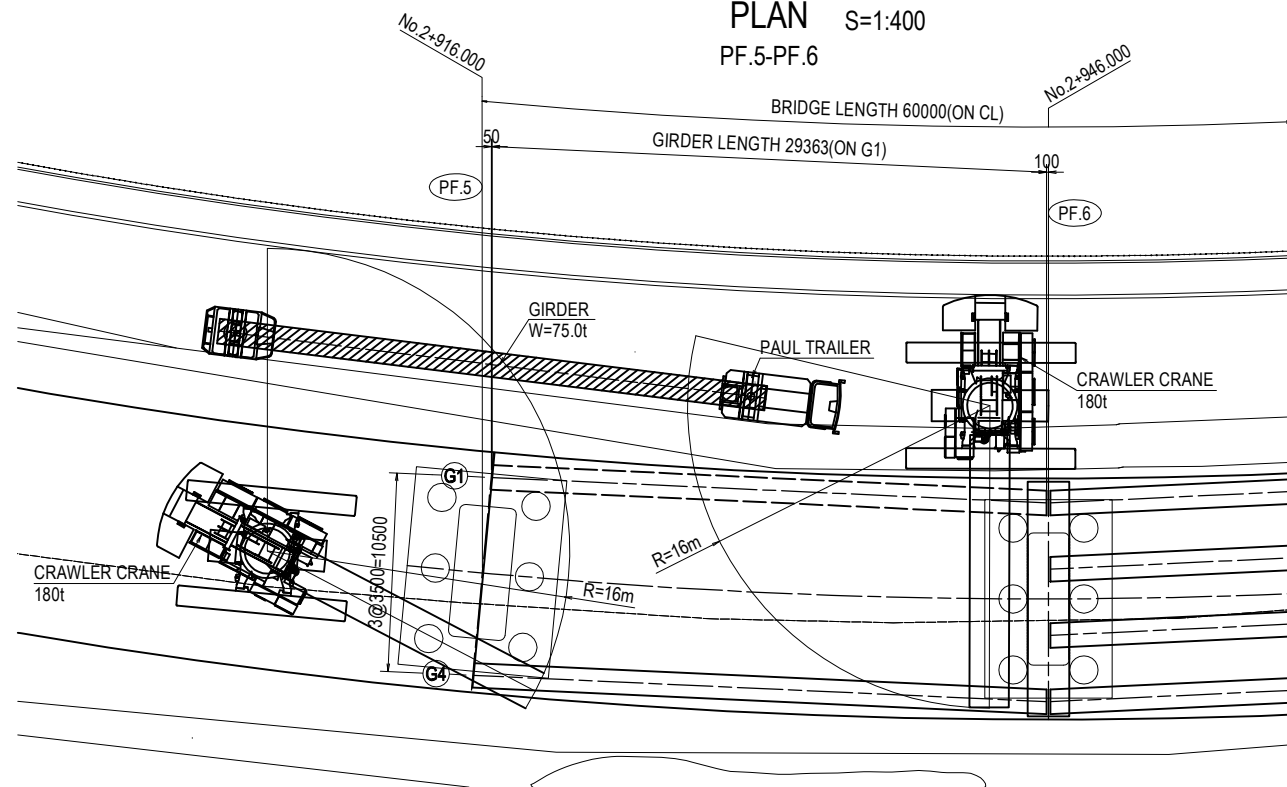 PLAN S=1:400
PF.5-PF.6
No.2+916.000
No.2+946.000
BRIDGE LENGTH 60000(ON CL)
50
GIRDER LENGTH 29363(ON G1)
100
PF.5
PF.6
GIRDER
W=75.0t
PAUL TRAILER
CRAWLER CRANE
180t
G1
R=16m
CRAWLER CRANE
180t
3@3500=10500
R=16m
G4